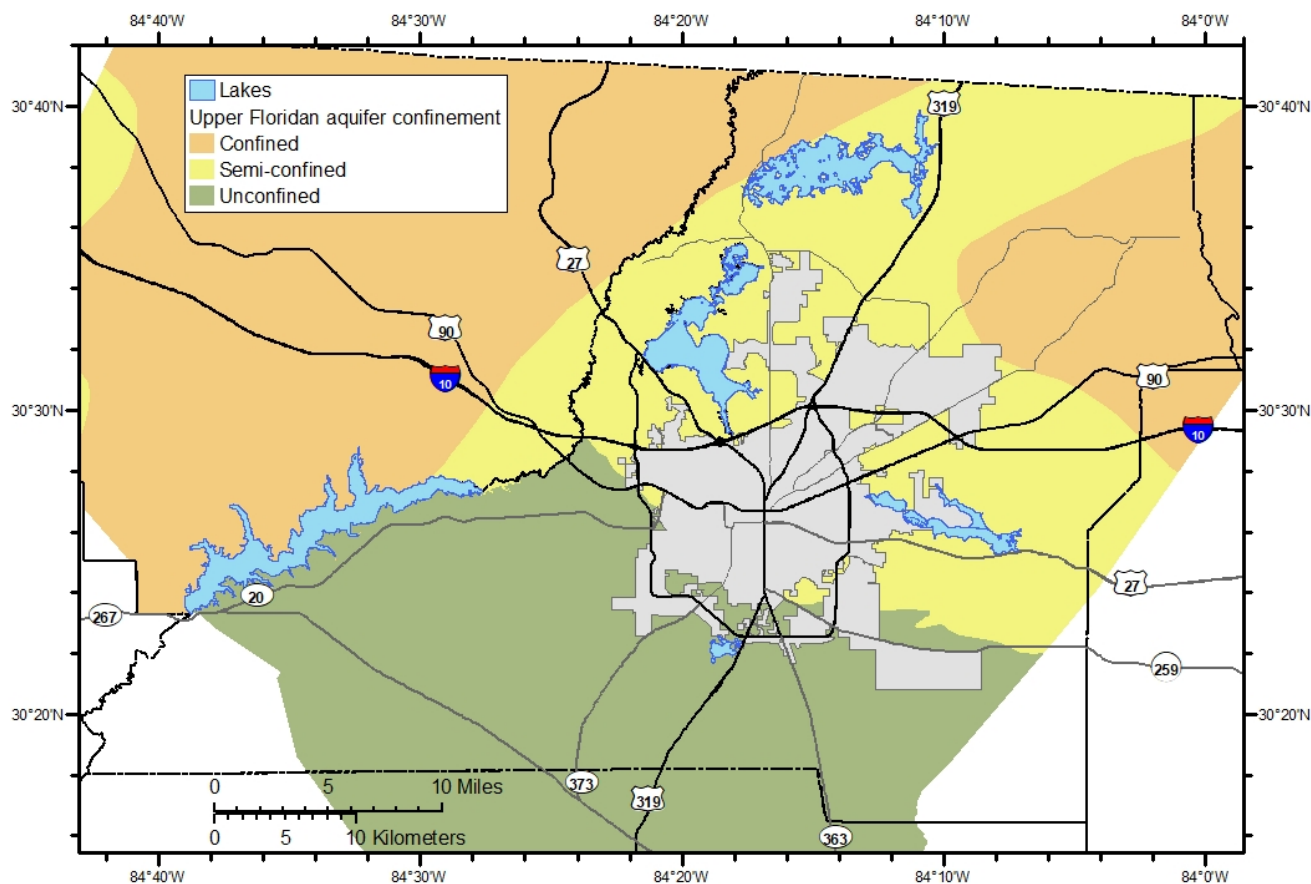 84°40'W 84°30'W 84°20'W 84°10'W 84°0'W
30°40'N 30°40'N
Lakes
Upper Floridan aquifer confinement
Confined
Semi-confined
Unconfined
319
27
90
10
90
10
30°30'N 30°30'N
20
267
27
259
30°20'N 30°20'N
0 5 10 Miles
0 5 10 Kilometers
373
319
363
84°40'W 84°30'W 84°20'W 84°10'W 84°0'W